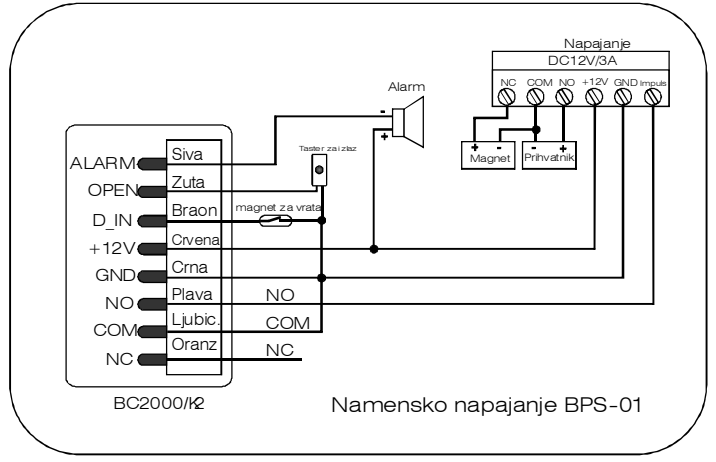 Napajanje
DC12V/3A
NC COM NO +12V GND Impuls
Alarm
- +
+ - - +
Magnet Prihvatnik
Taster za izlaz
magnet za vrata
ALARM Siva
OPEN Zuta
D_IN Braon
+12V Crvena
GND Crna
NO Plava NO
COM Ljubic. COM
NC Oranz NC
BC2000/K2
Namensko napajanje BPS-01